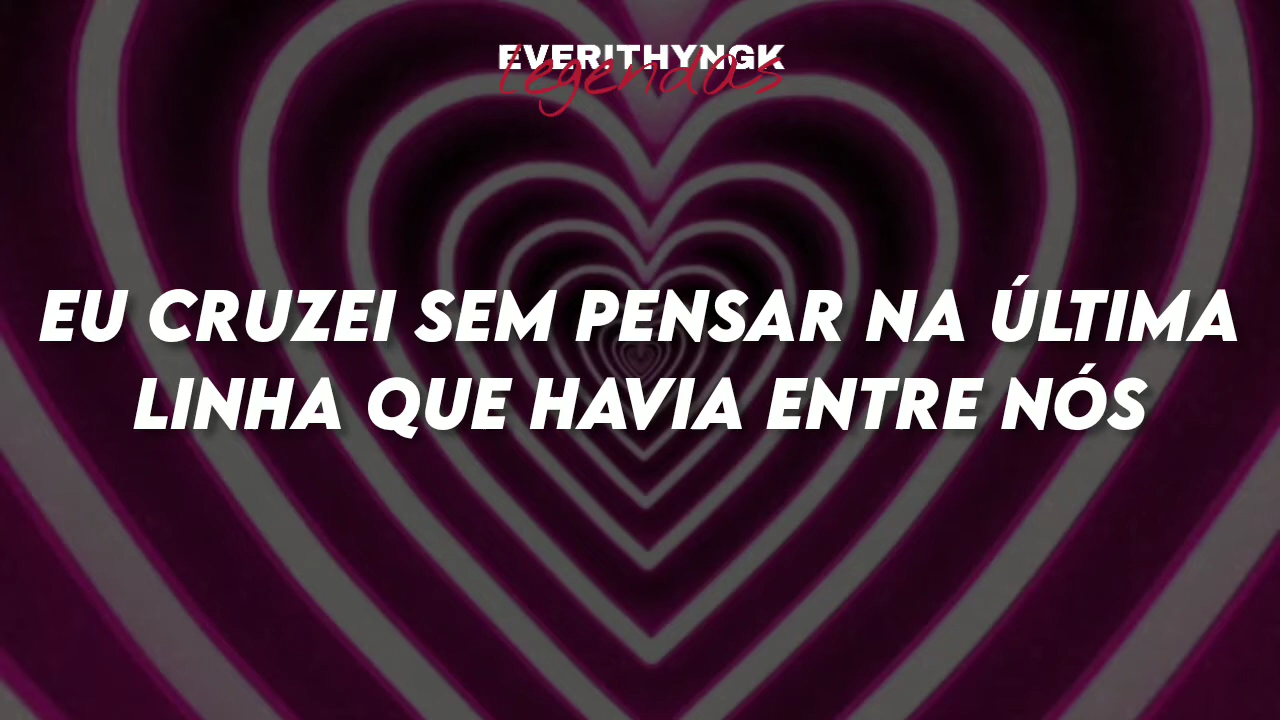 EVERITHYNGK
legendas
EU CRUZEI SEM PENSAR NA ÚLTIMA
LINHA QUE HAVIA ENTRE NÓS